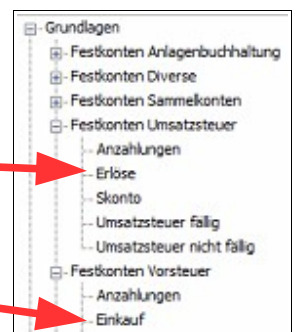 Grundlagen
Festkonten Anlagenbuchhaltung
Festkonten Diverse
Festkonten Sammelkonten
Festkonten Umsatzsteuer
Anzahlungen
Erlöse
Skonto
Umsatzsteuer fällig
Umsatzsteuer nicht fällig
Festkonten Vorsteuer
Anzahlungen
Einkauf